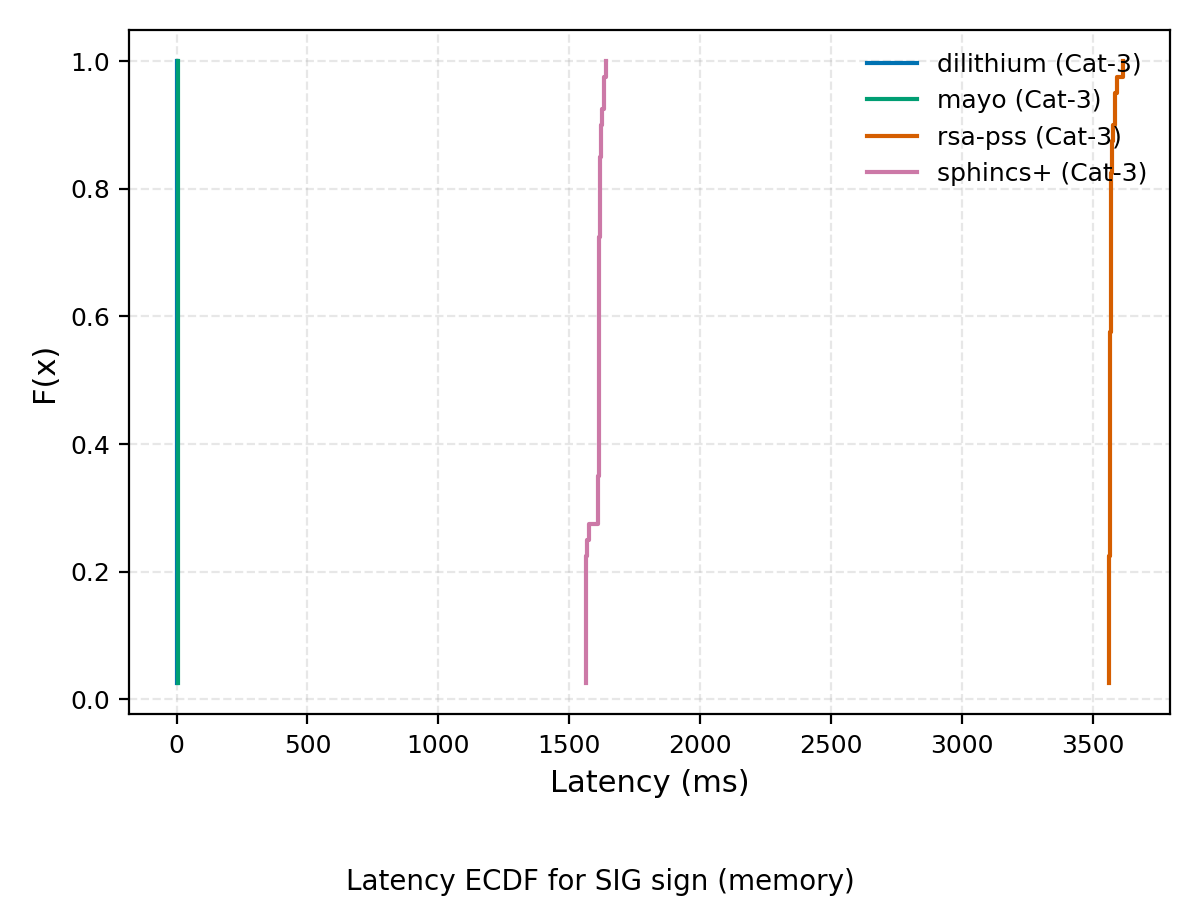 1.0
0.8
0.6
0.4
0.2
0.0
F(x)
dilithium (Cat-3)
mayo (Cat-3)
rsa-pss (Cat-3)
sphincs+ (Cat-3)
0 500 1000 1500 2000 2500 3000 3500
Latency (ms)
Latency ECDF for SIG sign (memory)